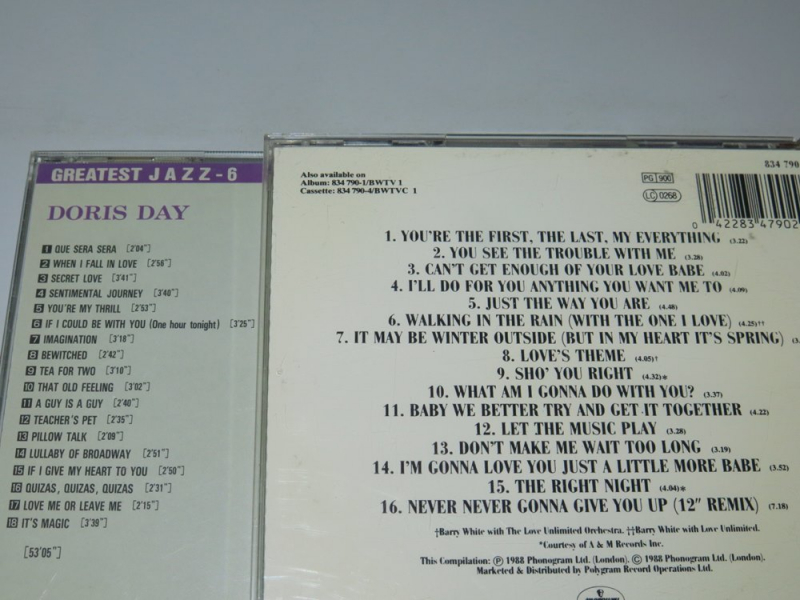 GREATEST JAZZ-6
DORIS DAY
1 QUE SERA SERA [2'04"]
2 WHEN I FALL IN LOVE [2'56"]
3 SECRET LOVE [3'41"]
4 SENTIMENTAL JOURNEY [3'40"]
5 YOU'RE MY THRILL [2'53"]
6 IF I COULD BE WITH YOU (One hour tonight) [3'25"]
7 IMAGINATION [3'18"]
8 BEWITCHED [2'42"]
9 TEA FOR TWO [3'18"]
10 THAT OLD FEELING [3'02"]
11 A GUY IS A GUY [2'40"]
12 TEACHER'S PET [2'35"]
13 PILLOW TALK [2'09"]
14 LULLABY OF BROADWAY [2'51"]
15 IF I GIVE MY HEART TO YOU [2'50"]
16 QUIZAS, QUIZAS, QUIZAS [2'31"]
17 LOVE ME OR LEAVE ME [2'15"]
18 IT'S MAGIC [3'39"]
[53'05"]
Also available on
Album: 834 790-1/BWTV 1
Cassette: 834 790-4/BWTVC 1
834 790
PG 900
LC 0268
0 42283 47902
1. YOU'RE THE FIRST, THE LAST, MY EVERYTHING (3.22)
2. YOU SEE THE TROUBLE WITH ME (3.28)
3. CAN'T GET ENOUGH OF YOUR LOVE BABE (4.02)
4. I'LL DO FOR YOU ANYTHING YOU WANT ME TO (4.09)
5. JUST THE WAY YOU ARE (4.48)
6. WALKING IN THE RAIN (WITH THE ONE I LOVE) (4.25)††
7. IT MAY BE WINTER OUTSIDE (BUT IN MY HEART IT'S SPRING) (3.
8. LOVE'S THEME (4.05)†
9. SHO' YOU RIGHT (4.32)*
10. WHAT AM I GONNA DO WITH YOU? (3.37)
11. BABY WE BETTER TRY AND GET IT TOGETHER (4.22)
12. LET THE MUSIC PLAY (3.28)
13. DON'T MAKE ME WAIT TOO LONG (3.19)
14. I'M GONNA LOVE YOU JUST A LITTLE MORE BABE (3.52)
15. THE RIGHT NIGHT (4.04)*
16. NEVER NEVER GONNA GIVE YOU UP (12" REMIX) (7.18)
†Barry White with The Love Unlimited Orchestra. ††Barry White with Love Unlimited.
*Courtesy of A & M Records Inc.
This Compilation: ℗ 1988 Phonogram Ltd. (London). © 1988 Phonogram Ltd. (London).
Marketed & Distributed by Polygram Record Operations Ltd.